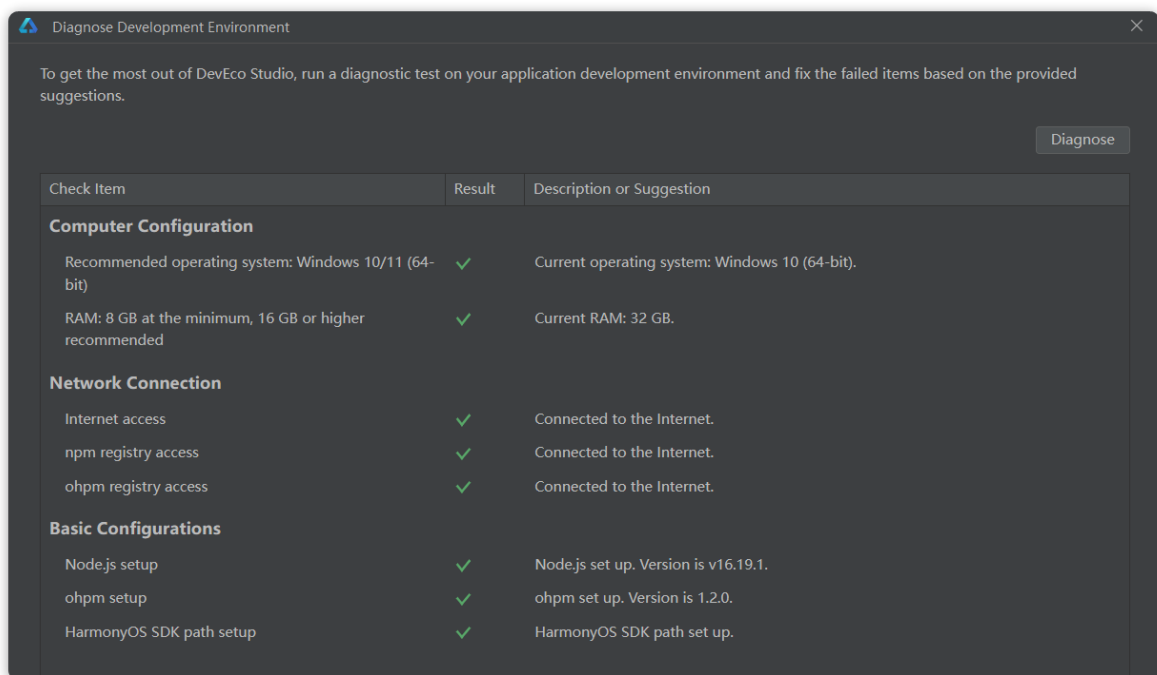 Diagnose Development Environment
To get the most out of DevEco Studio, run a diagnostic test on your application development environment and fix the failed items based on the provided
suggestions.
Diagnose
Check Item Result Description or Suggestion
Computer Configuration
Recommended operating system: Windows 10/11 (64- Current operating system: Windows 10 (64-bit).
bit)
RAM: 8 GB at the minimum, 16 GB or higher Current RAM: 32 GB.
recommended
Network Connection
Internet access Connected to the Internet.
npm registry access Connected to the Internet.
ohpm registry access Connected to the Internet.
Basic Configurations
Node.js setup Node.js set up. Version is v16.19.1.
ohpm setup ohpm set up. Version is 1.2.0.
HarmonyOS SDK path setup HarmonyOS SDK path set up.